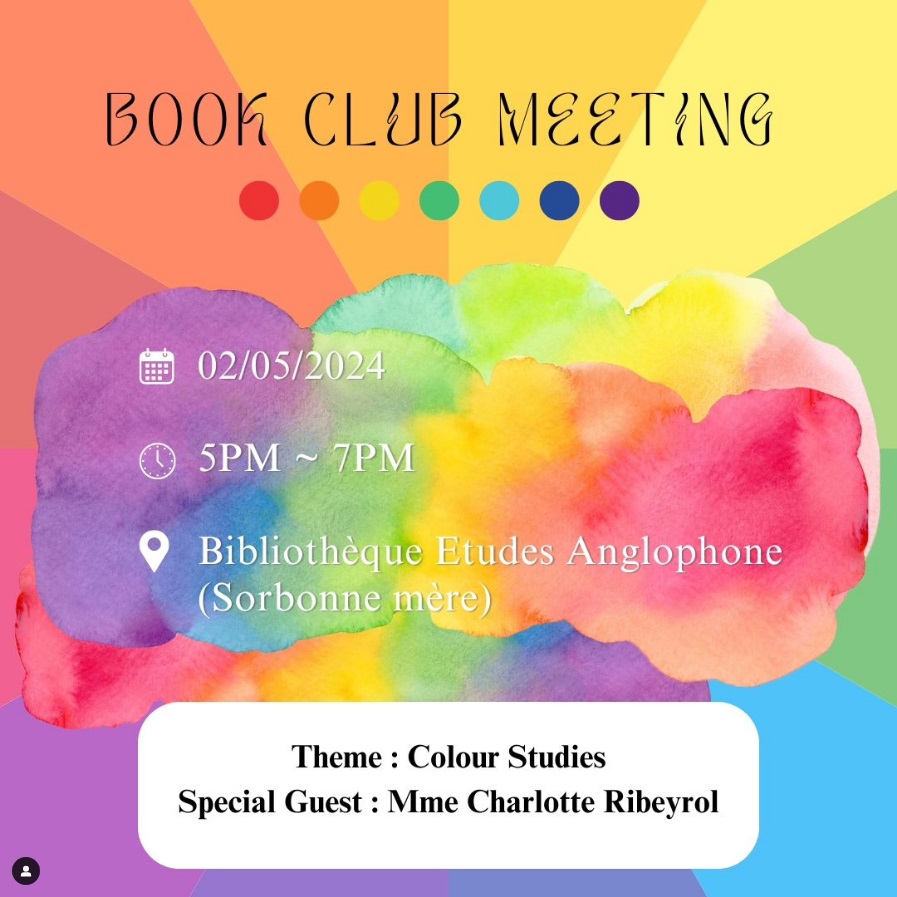 BOOK CLUB MEETING
02/05/2024
5PM ~ 7PM
Bibliothèque Etudes Anglophone
(Sorbonne mère)
Theme : Colour Studies
Special Guest : Mme Charlotte Ribeyrol